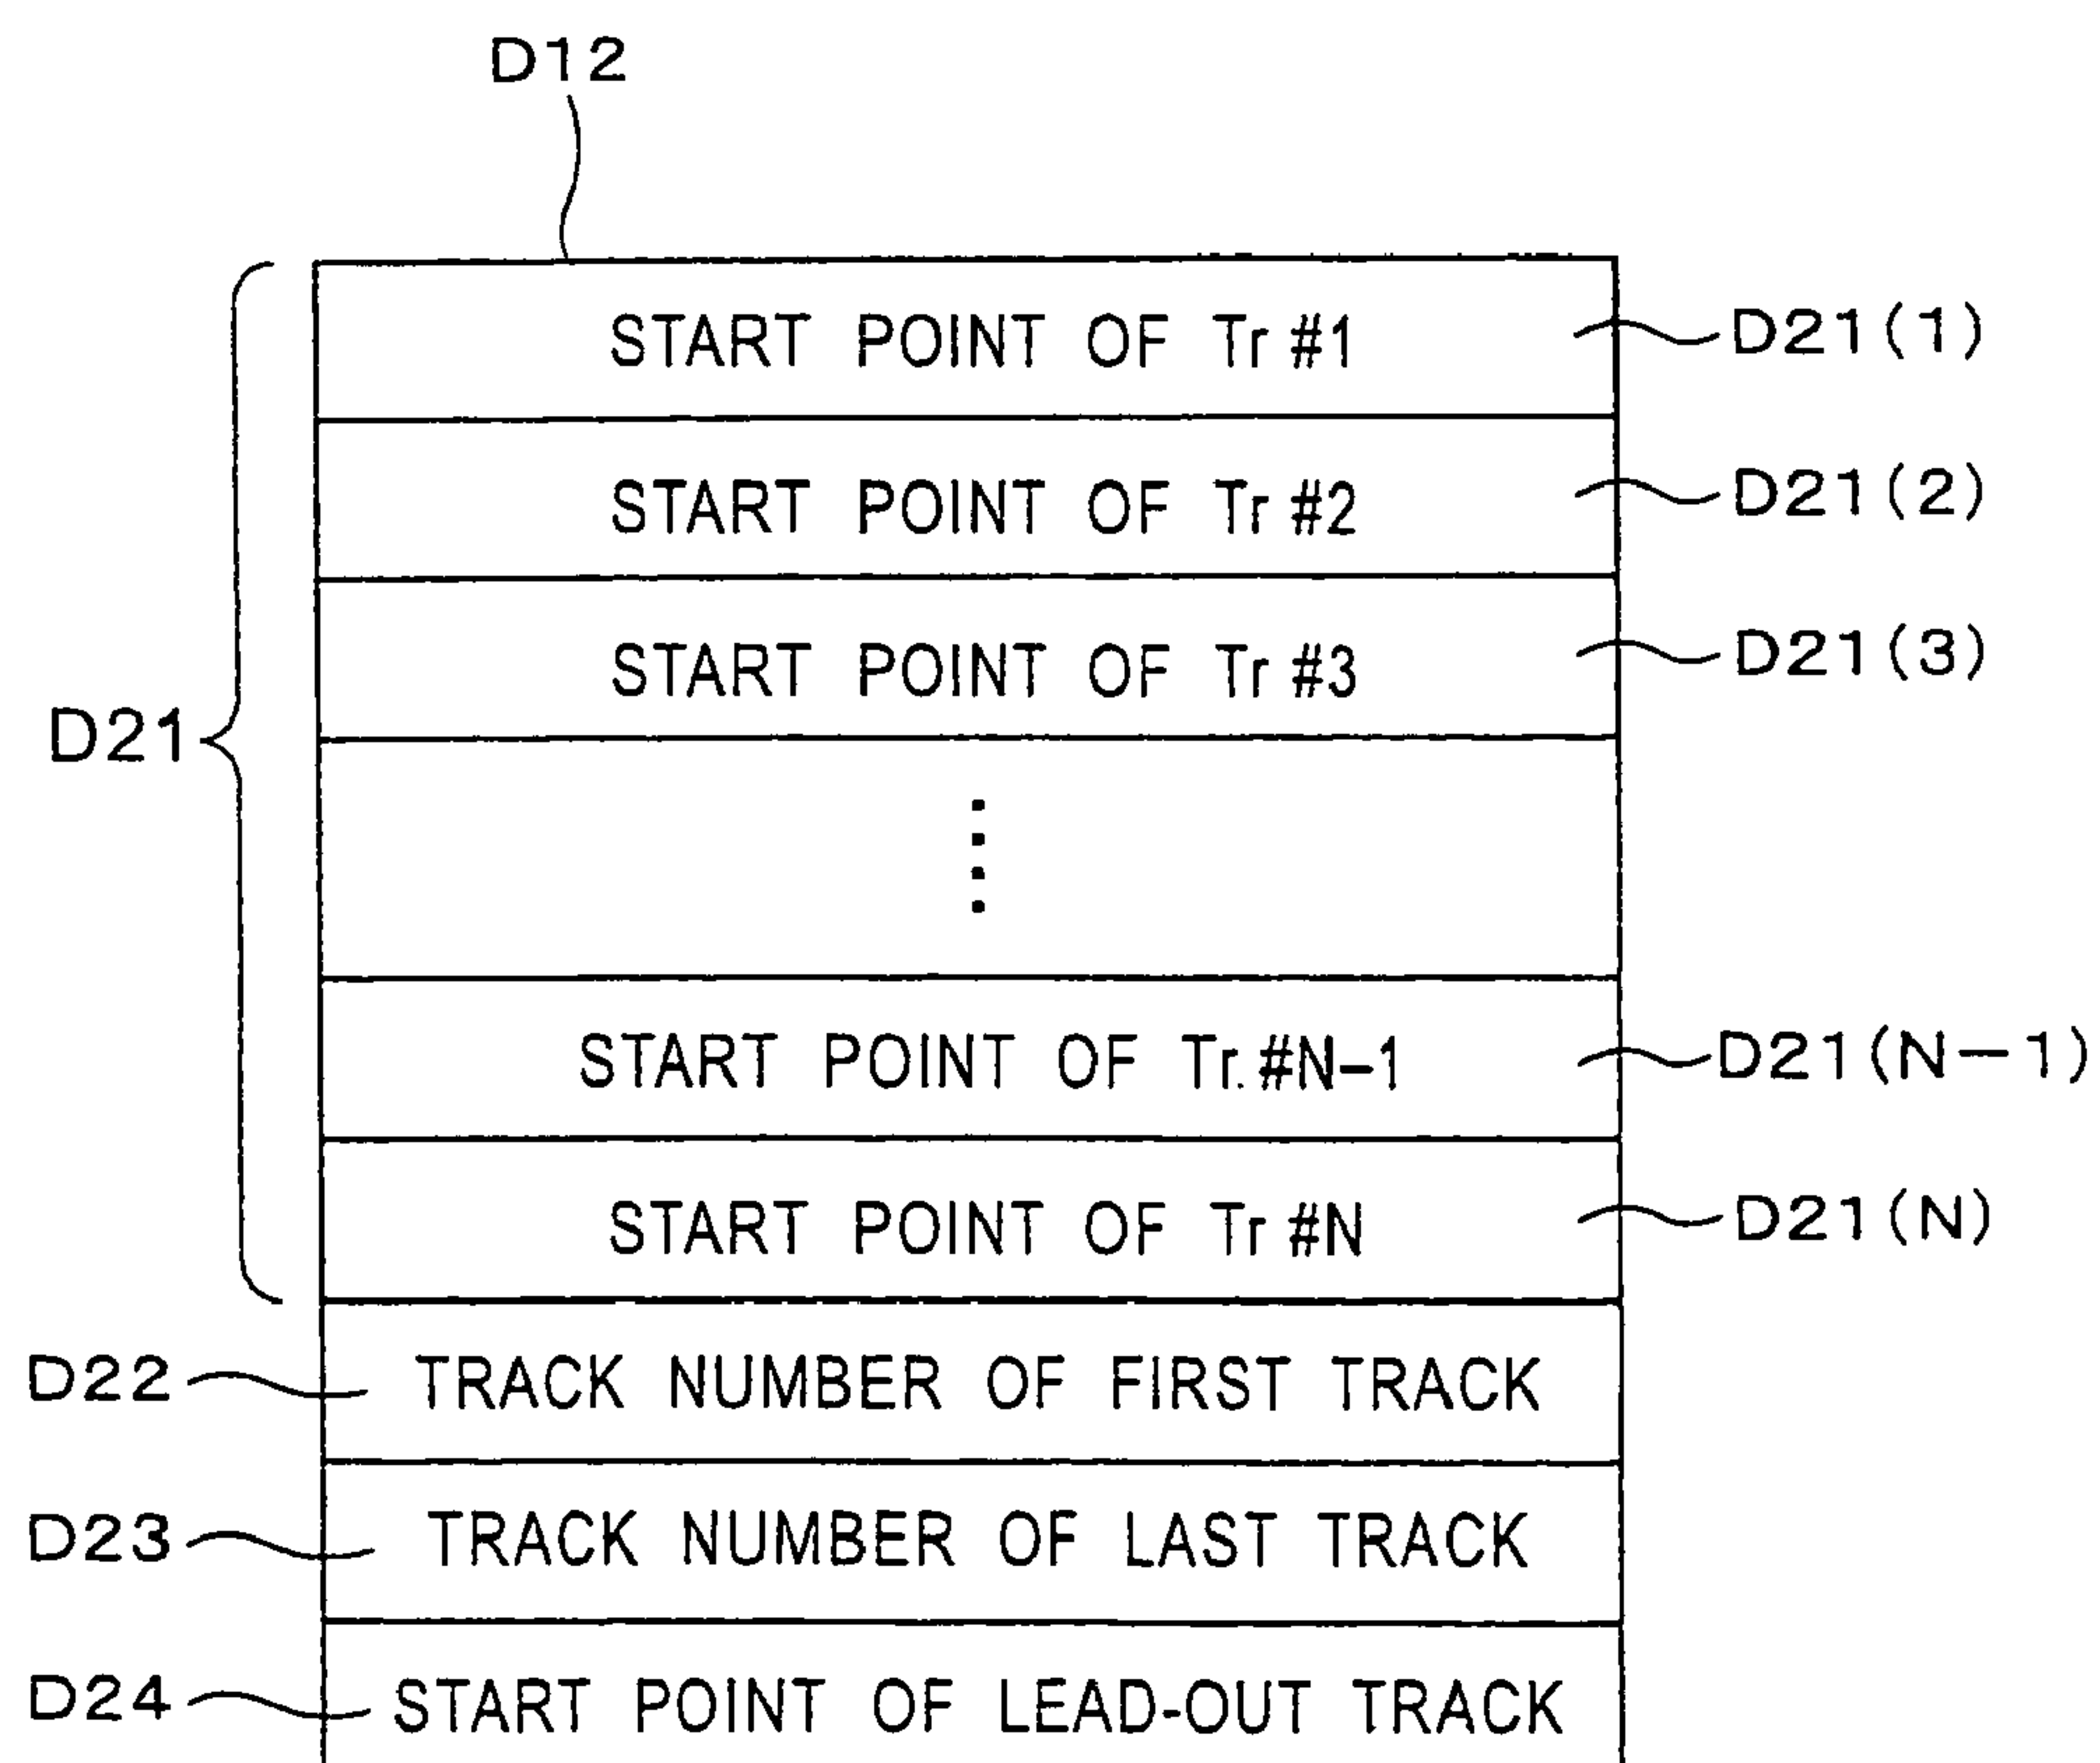 D12
START POINT OF Tr #1 D21(1)
START POINT OF Tr #2 D21(2)
START POINT OF Tr #3 D21(3)
D21
START POINT OF Tr. #N-1 D21(N-1)
START POINT OF Tr #N D21(N)
D22 TRACK NUMBER OF FIRST TRACK
D23 TRACK NUMBER OF LAST TRACK
D24 START POINT OF LEAD-OUT TRACK